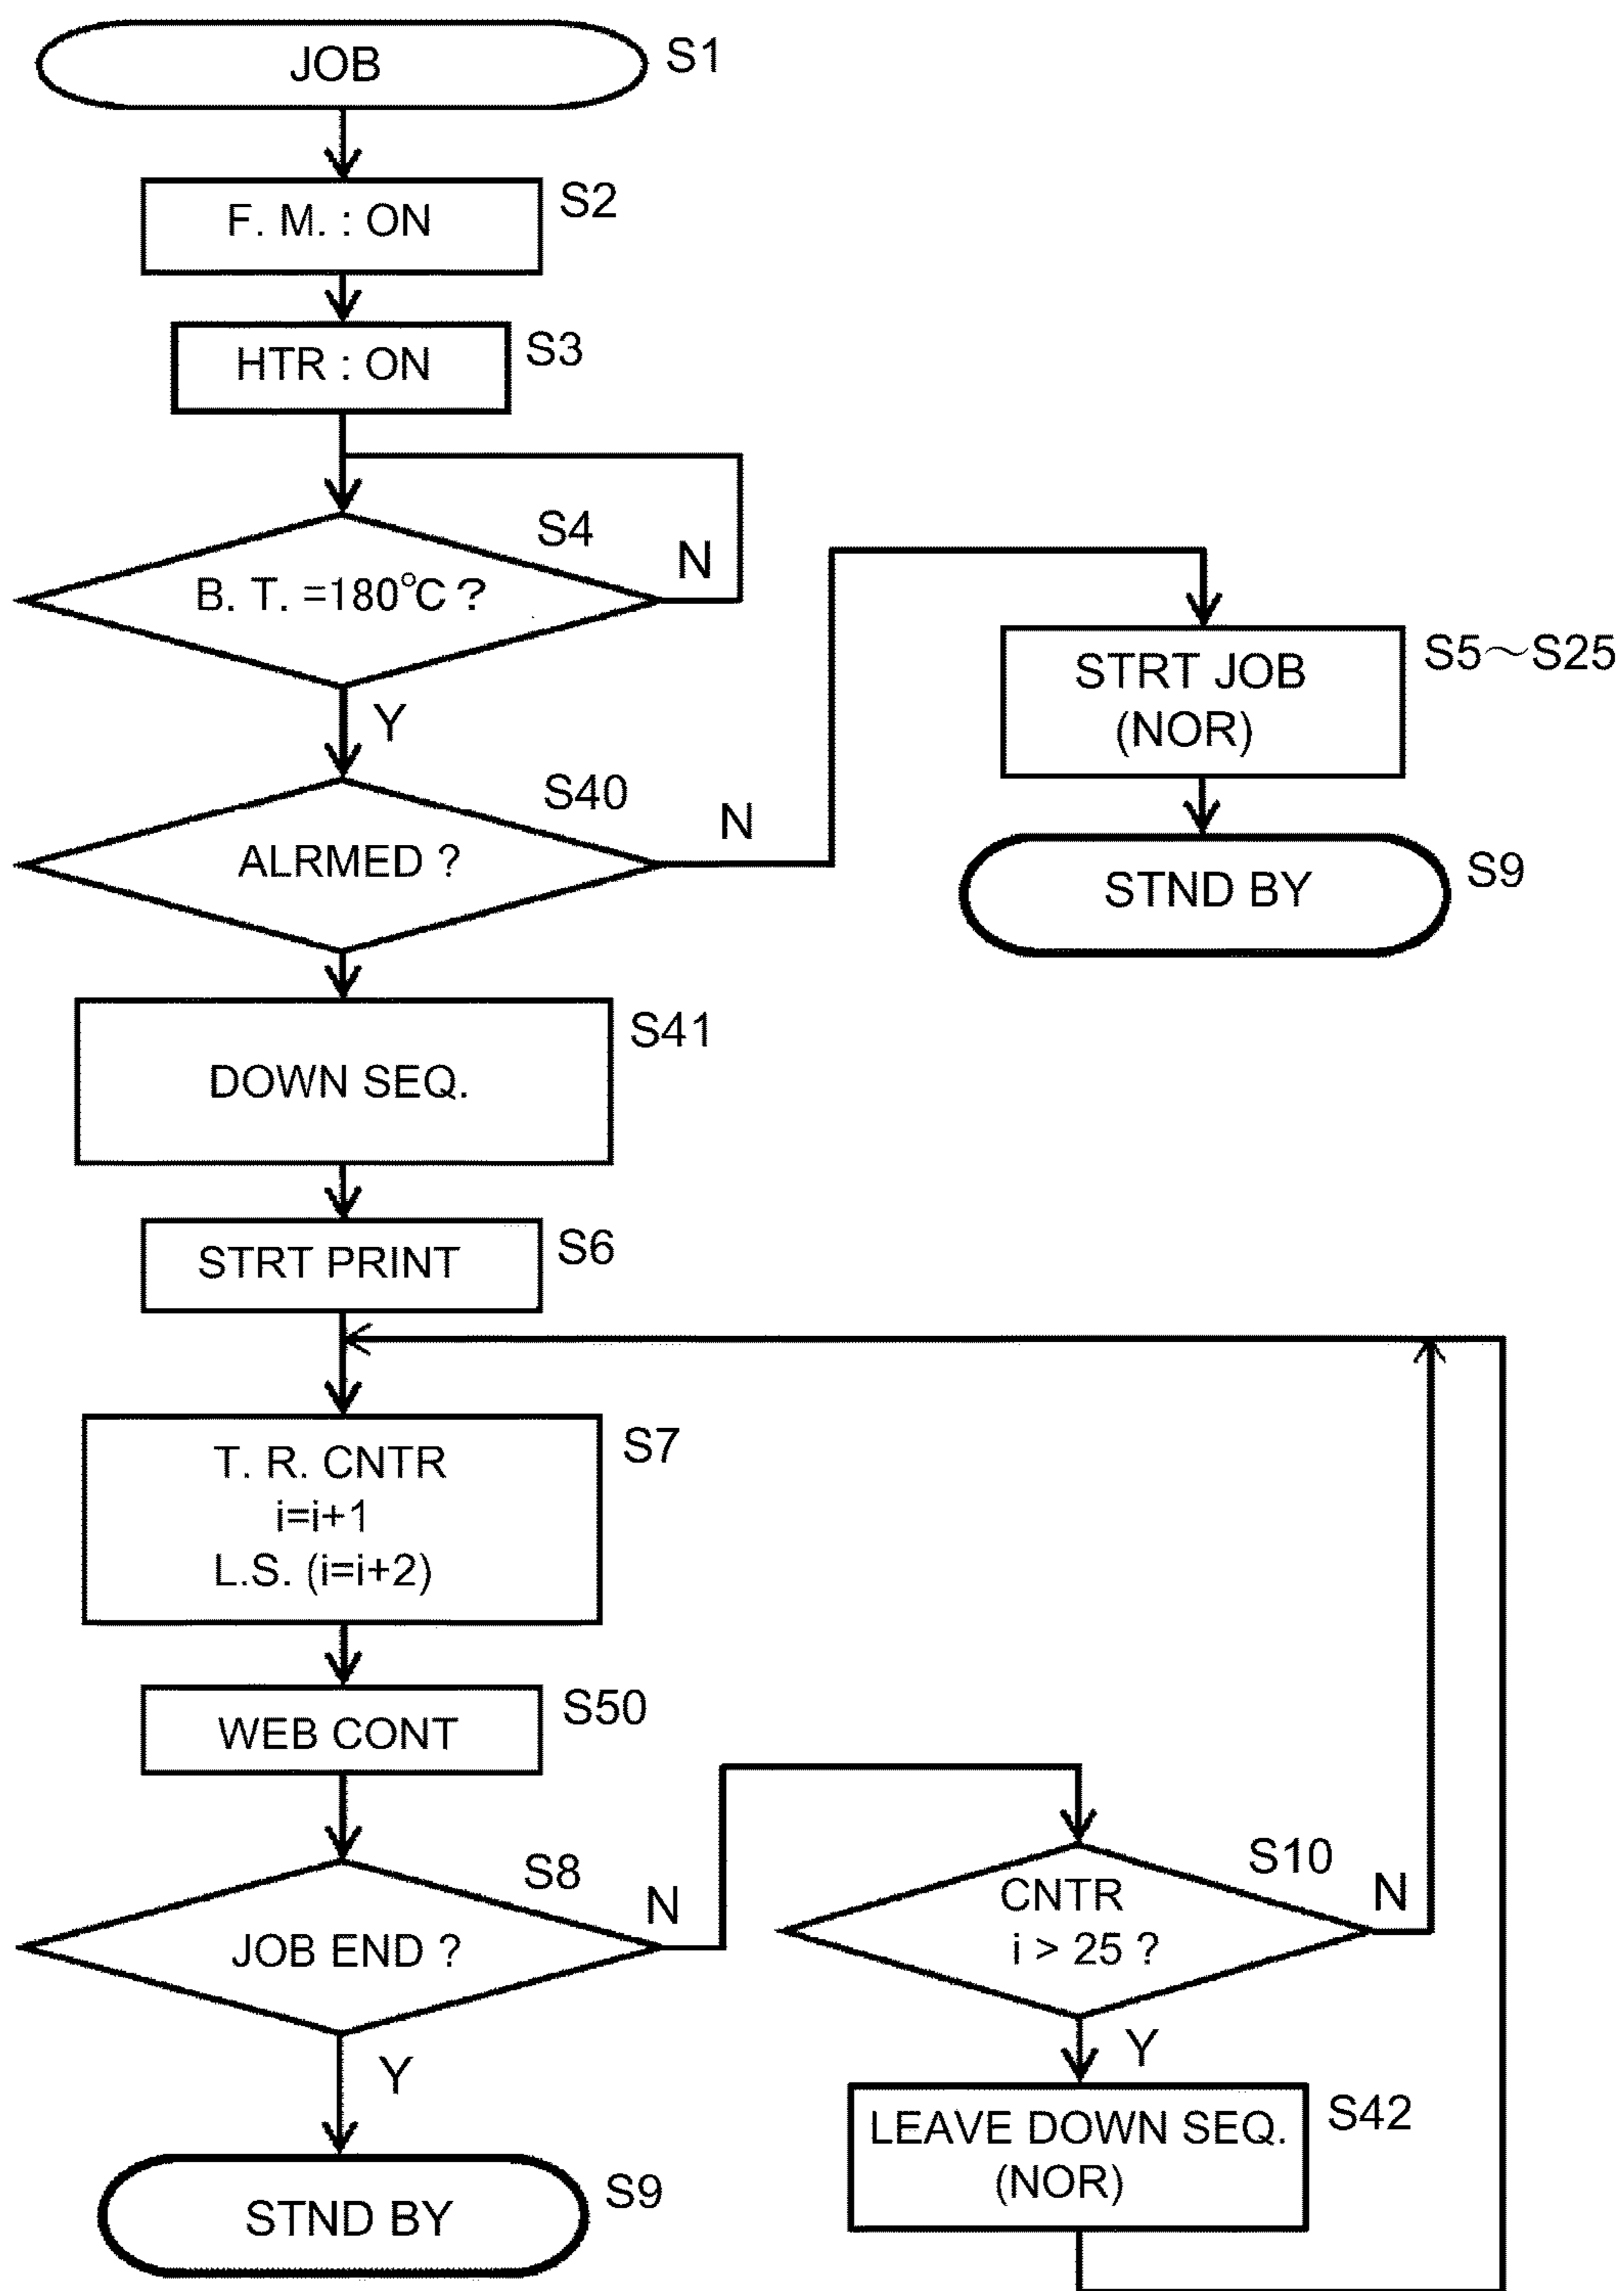 JOB
S1
F. M. : ON
S2
HTR : ON
S3
S4
B. T. =180°C ?
N
Y
S40
ALRMED ?
N
STRT JOB
(NOR)
S5～S25
STND BY
S9
DOWN SEQ.
S41
STRT PRINT
S6
T. R. CNTR
i=i+1
L.S. (i=i+2)
S7
WEB CONT
S50
S8
JOB END ?
N
Y
S10
CNTR
i > 25 ?
N
Y
LEAVE DOWN SEQ.
(NOR)
S42
STND BY
S9